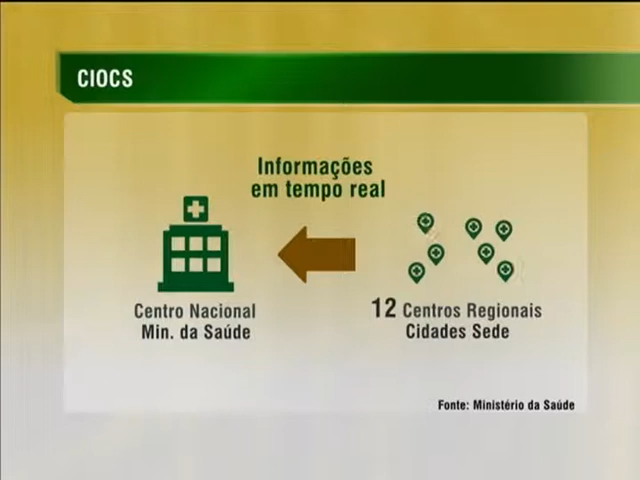 CIOCS
Informações
em tempo real
Centro Nacional
Min. da Saúde
12 Centros Regionais
Cidades Sede
Fonte: Ministério da Saúde